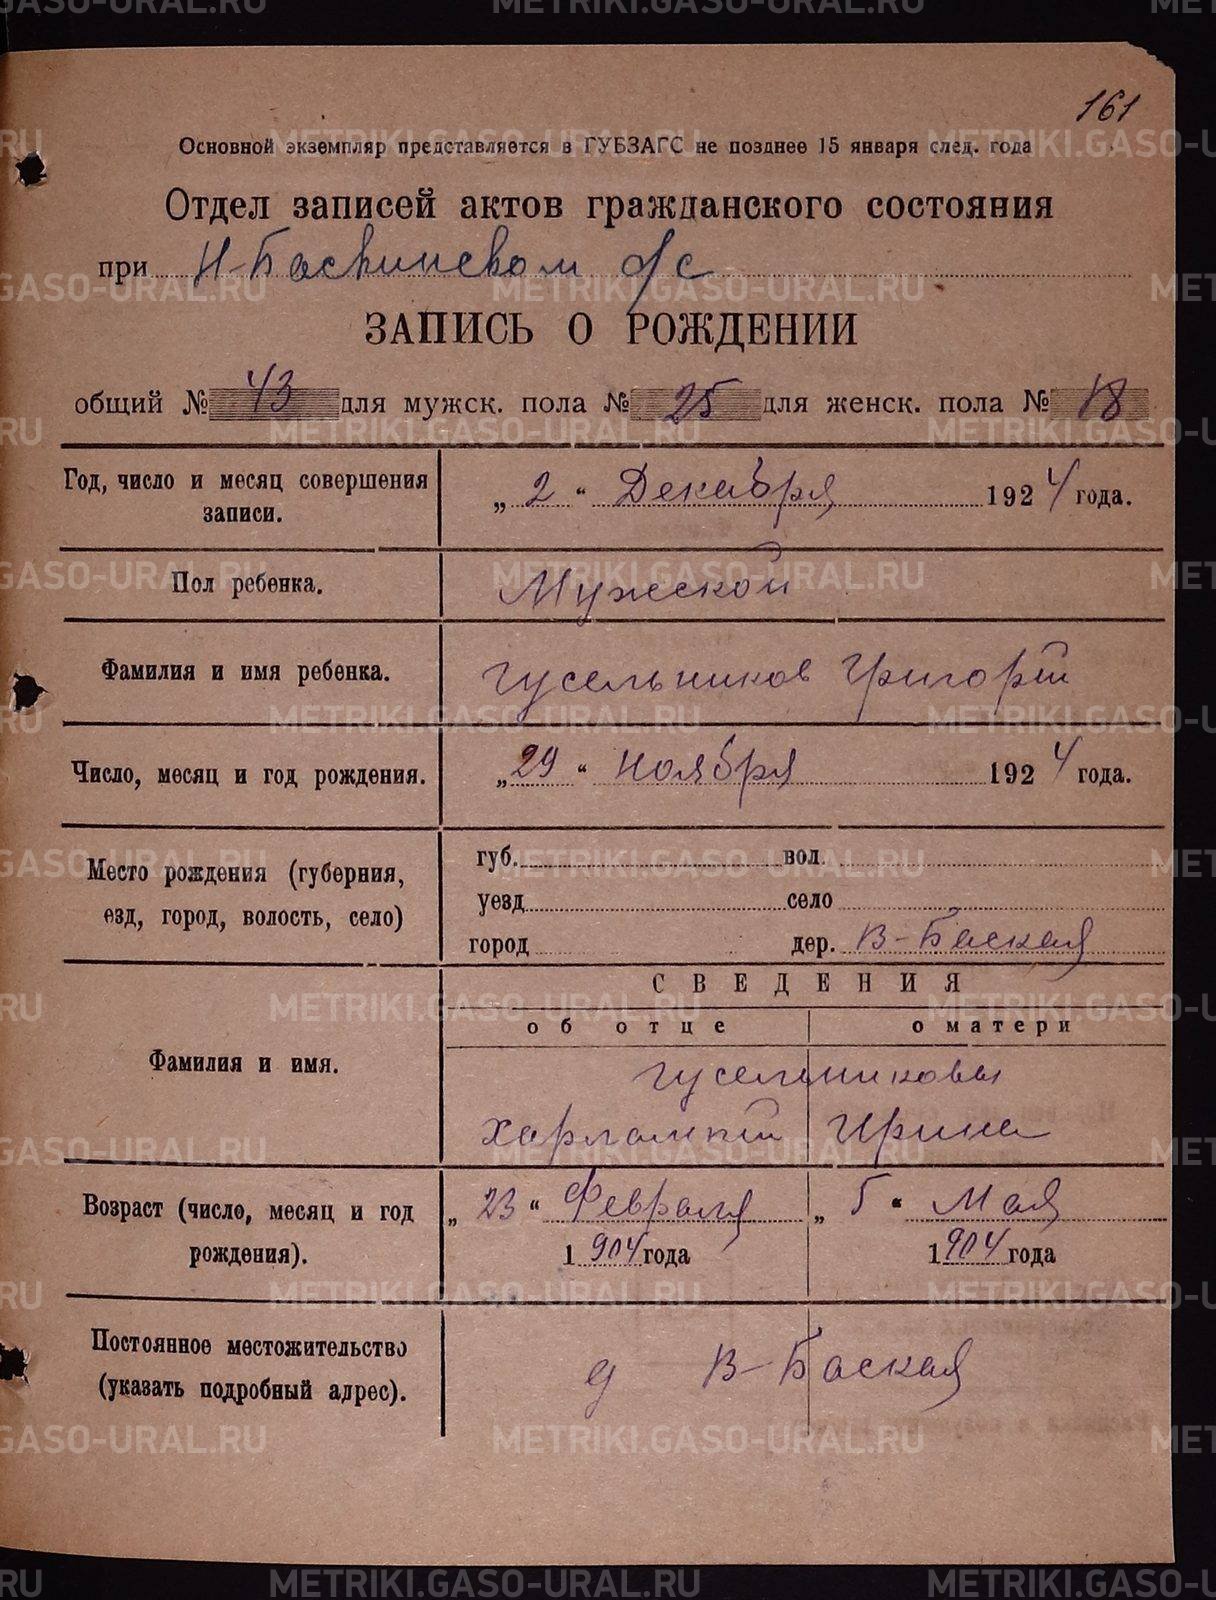 161
Основной экземпляр представляется в ГУБЗАГС не позднее 15 января след. года
Отдел записей актов гражданского состояния
при Н-Баскинском с/с
ЗАПИСЬ О РОЖДЕНИИ
общий № 43 для мужск. пола № 25 для женск. пола № 18
Год, число и месяц совершения записи.
„ 2 “ Декабря 1924 года.
Пол ребенка.
Мужской
Фамилия и имя ребенка.
Гусельников Григорий
Число, месяц и год рождения.
„ 29 “ Ноября 1924 года.
Место рождения (губерния,
езд, город, волость, село)
губ. вол.
уезд село
город дер. В-Баская
СВЕДЕНИЯ
об отце о матери
Фамилия и имя.
Гусельниковы
Харлампий Ирина
Возраст (число, месяц и год
рождения).
„ 23 “ Февраля „ 5 “ Мая
1904 года 1904 года
Постоянное местожительство
(указать подробный адрес).
д В-Баская
METRIKI.GASO-URAL.RU